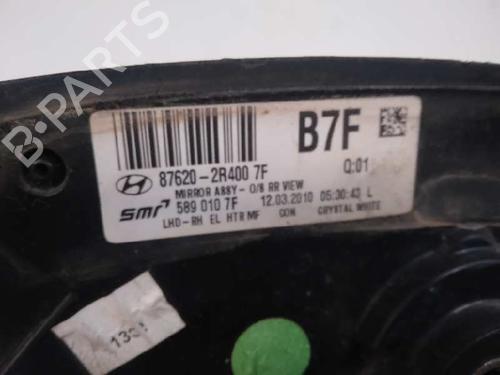 B-PARTS
B7F
Q:01
87620-2R400 7F
MIRROR ASSY- O/S RR VIEW
smr 589 010 7F 12.03.2010 05:30:43 L
LHD-RH EL HTR MF CON CRYSTAL WHITE